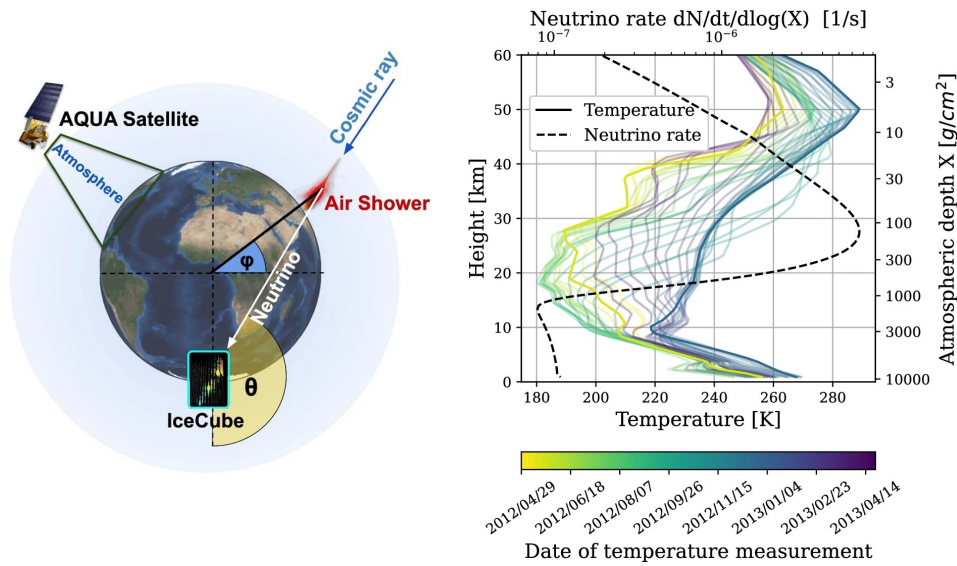 Cosmic ray
AQUA Satellite
Atmosphere
Air Shower
φ
Neutrino
θ
IceCube
Neutrino rate dN/dt/dlog(X) [1/s]
10⁻⁷ 10⁻⁶
Height [km]
60
50
40
30
20
10
0
Temperature
Neutrino rate
3
10
30
100
300
1000
3000
10000
Atmospheric depth X [g/cm²]
180 200 220 240 260 280
Temperature [K]
2012/04/29
2012/06/18
2012/08/07
2012/09/26
2012/11/15
2013/01/04
2013/02/23
2013/04/14
Date of temperature measurement